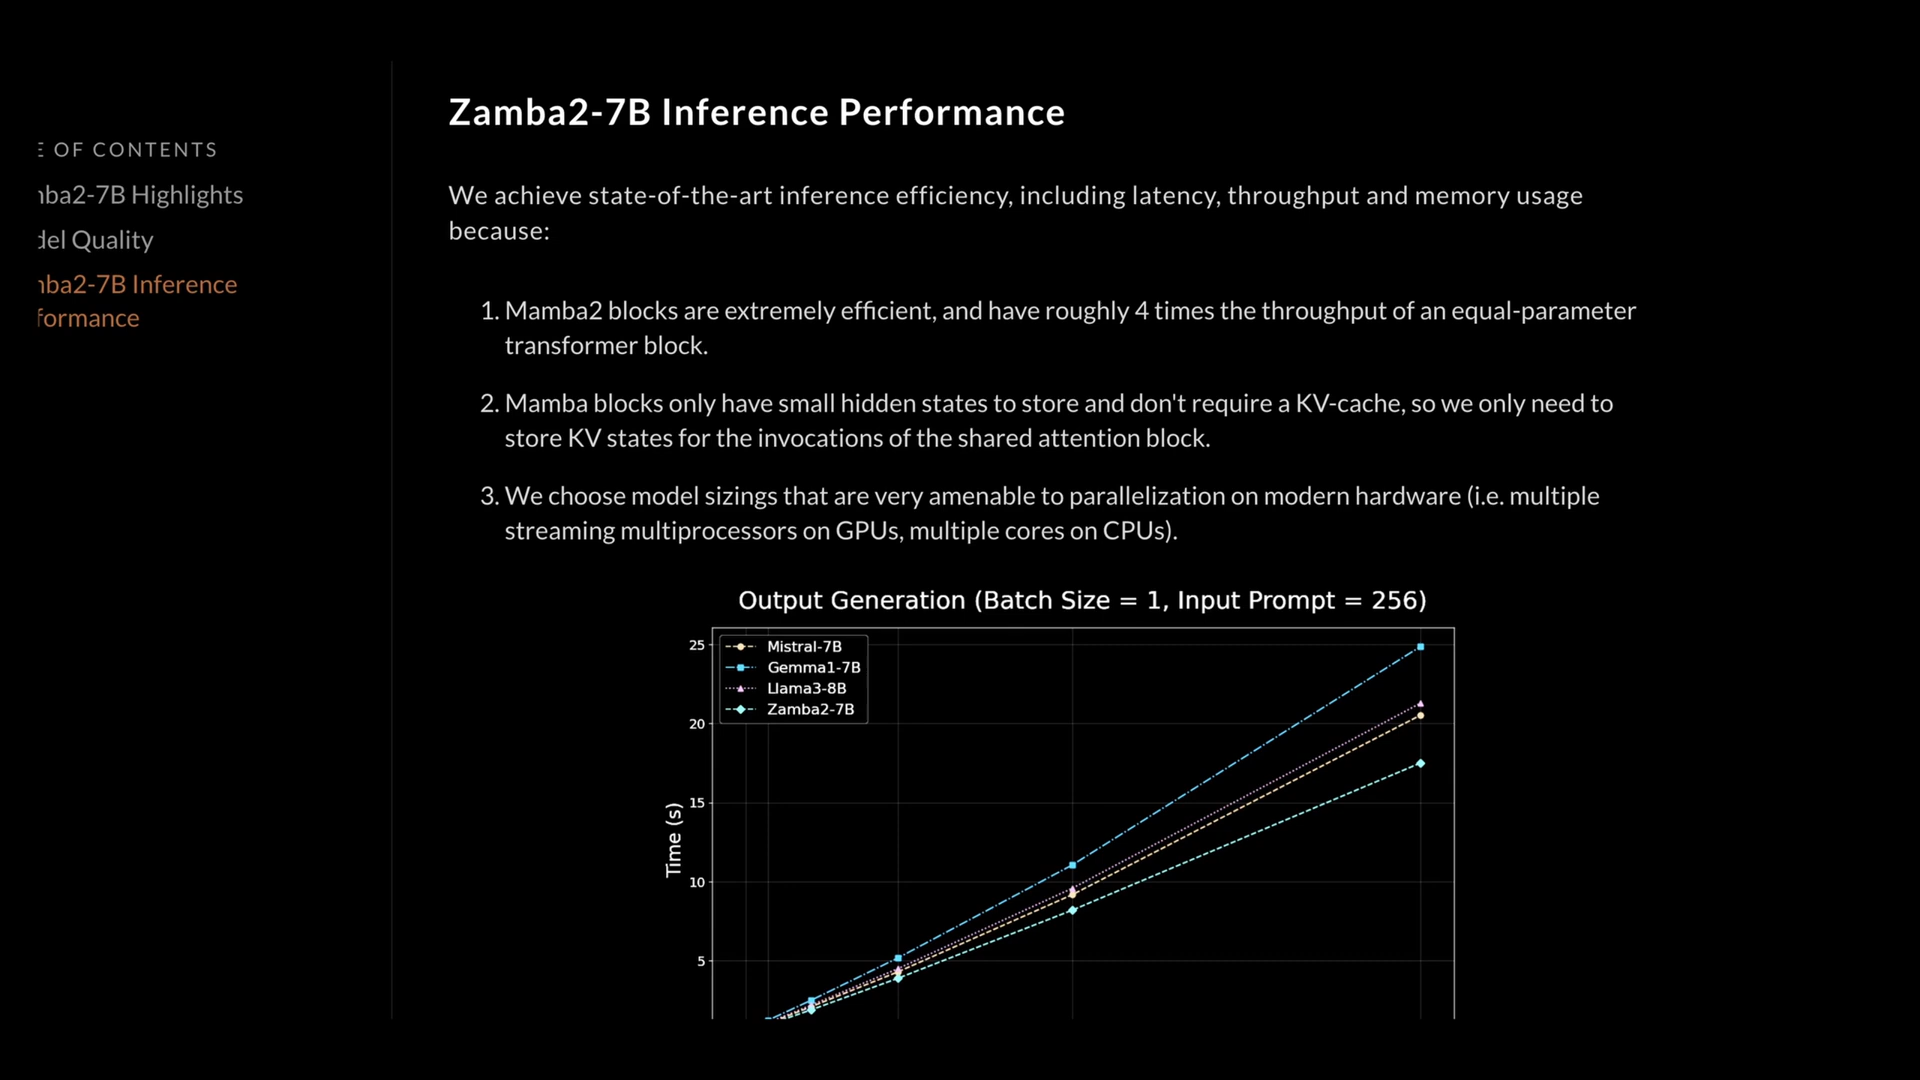 OF CONTENTS
mba2-7B Highlights
del Quality
mba2-7B Inference
formance
Zamba2-7B Inference Performance
We achieve state-of-the-art inference efficiency, including latency, throughput and memory usage
because:
1. Mamba2 blocks are extremely efficient, and have roughly 4 times the throughput of an equal-parameter
transformer block.
2. Mamba blocks only have small hidden states to store and don't require a KV-cache, so we only need to
store KV states for the invocations of the shared attention block.
3. We choose model sizings that are very amenable to parallelization on modern hardware (i.e. multiple
streaming multiprocessors on GPUs, multiple cores on CPUs).
Output Generation (Batch Size = 1, Input Prompt = 256)
Mistral-7B
Gemma1-7B
Llama3-8B
Zamba2-7B
25
20
15
10
5
Time (s)